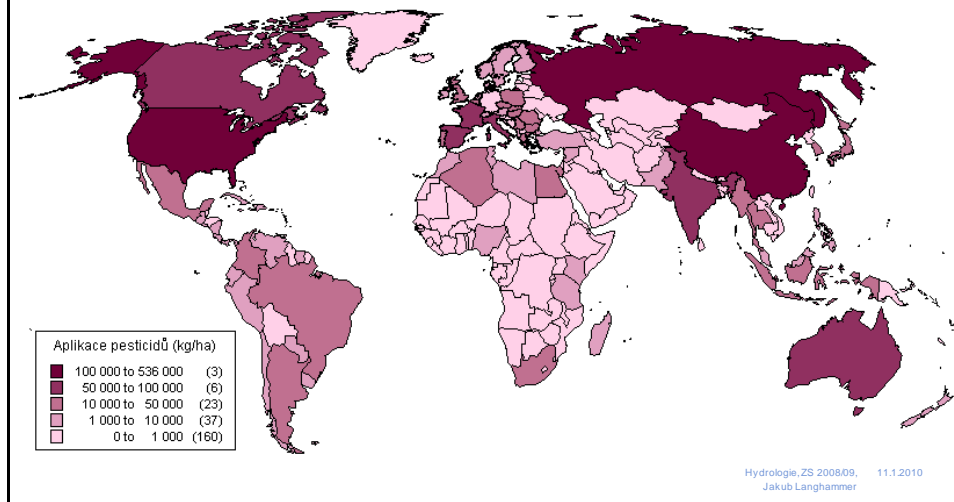 Aplikace pesticidů (kg/ha)
100 000 to 536 000 (3)
50 000 to 100 000 (6)
10 000 to 50 000 (23)
1 000 to 10 000 (37)
0 to 1 000 (160)
Hydrologie, ZS 2008/09, 11.1.2010
Jakub Langhammer